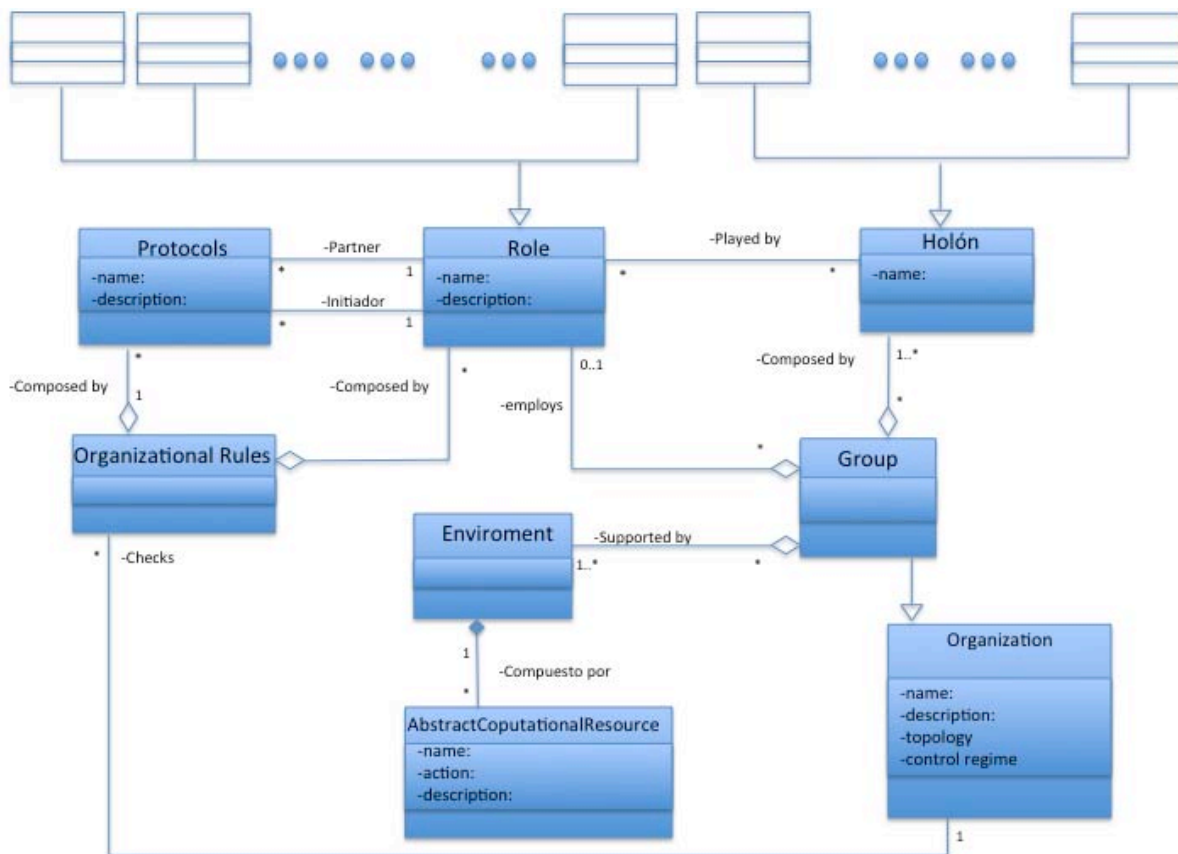 Protocols
-name:
-description:
-Partner
*
1
-Initiador
*
1
Role
-name:
-description:
-Played by
*
*
Holón
-name:
*
-Composed by
1
-Composed by
*
0..1
-employs
*
-Composed by
1..*
*
Organizational Rules
Group
*
-Checks
Enviroment
-Supported by
1..*
*
1
-Compuesto por
*
AbstractCoputationalResource
-name:
-action:
-description:
Organization
-name:
-description:
-topology
-control regime
1